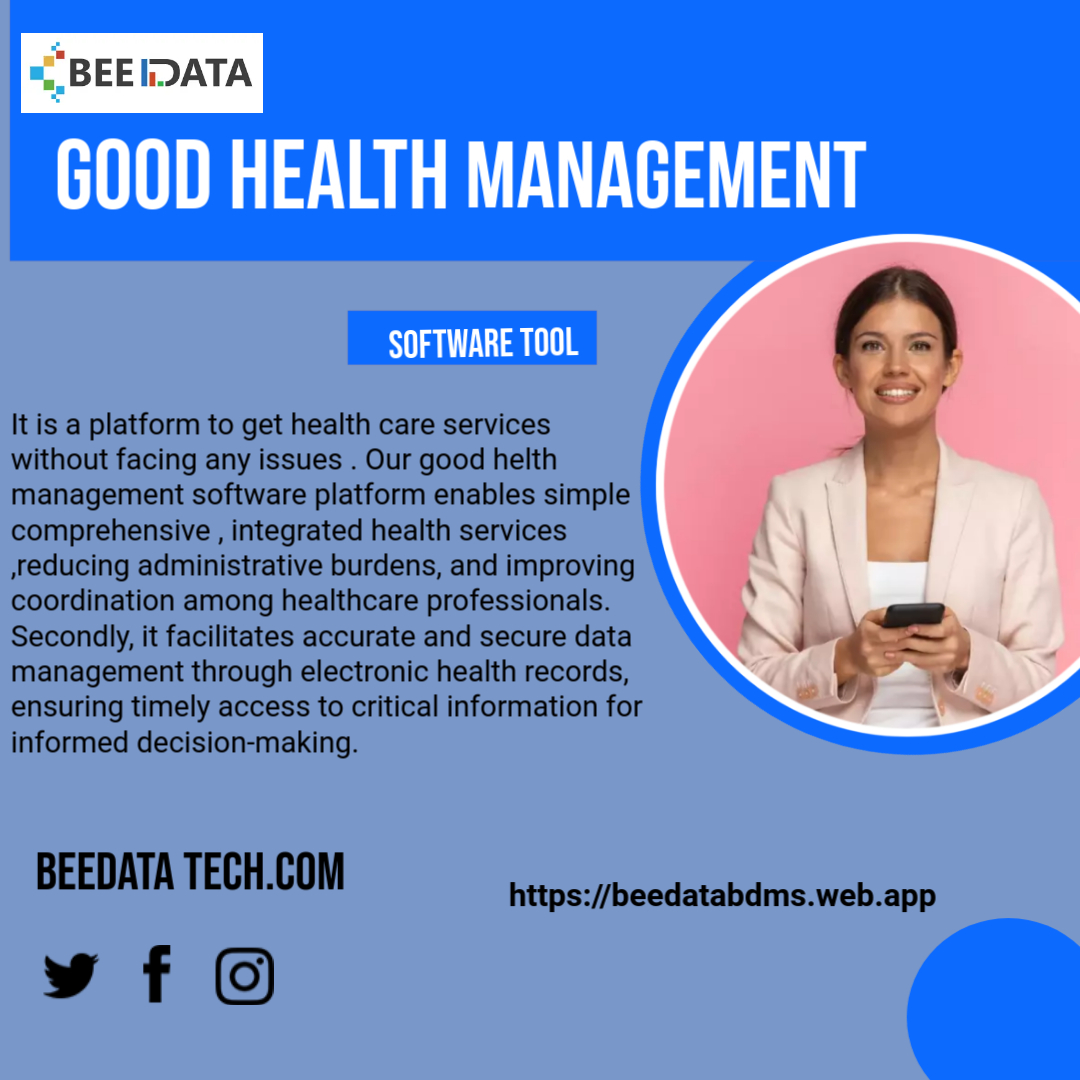 BEE DATA
GOOD HEALTH MANAGEMENT
SOFTWARE TOOL
It is a platform to get health care services
without facing any issues . Our good helth
management software platform enables simple
comprehensive , integrated health services
,reducing administrative burdens, and improving
coordination among healthcare professionals.
Secondly, it facilitates accurate and secure data
management through electronic health records,
ensuring timely access to critical information for
informed decision-making.
BEEDATA TECH.COM
https://beedatabdms.web.app